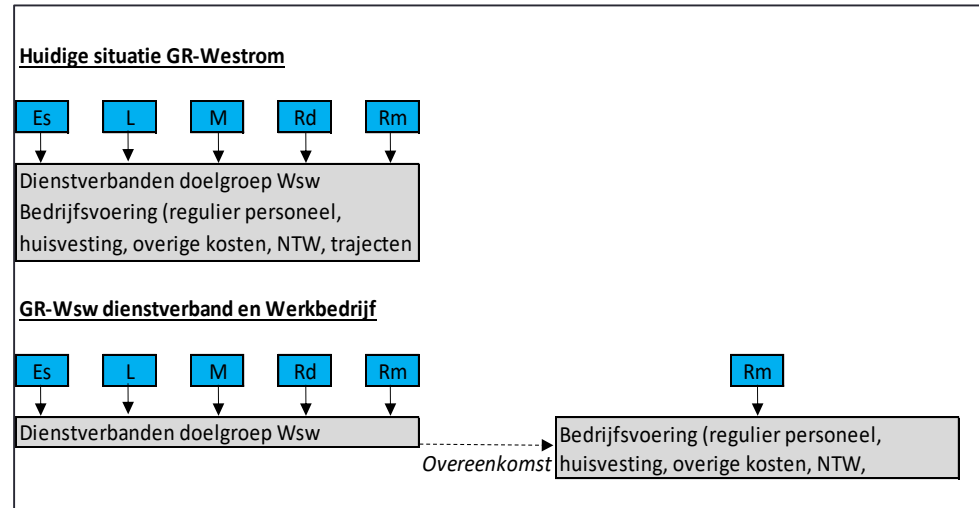 Huidige situatie GR-Westrom
Es L M Rd Rm
Dienstverbanden doelgroep Wsw
Bedrijfsvoering (regulier personeel,
huisvesting, overige kosten, NTW, trajecten
GR-Wsw dienstverband en Werkbedrijf
Es L M Rd Rm
Rm
Dienstverbanden doelgroep Wsw
Overeenkomst
Bedrijfsvoering (regulier personeel,
huisvesting, overige kosten, NTW,